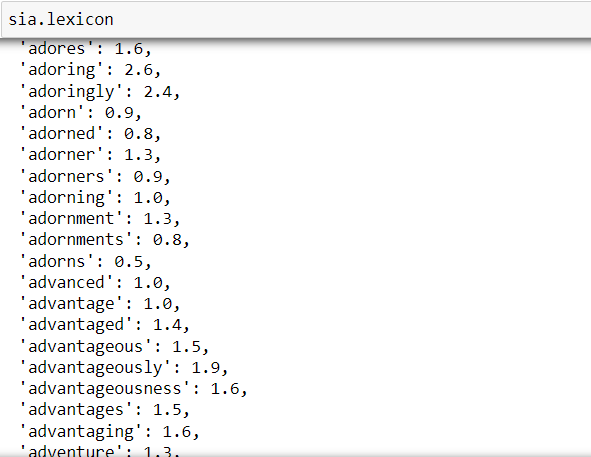 sia.lexicon
'adores': 1.6,
'adoring': 2.6,
'adoringly': 2.4,
'adorn': 0.9,
'adorned': 0.8,
'adorner': 1.3,
'adorners': 0.9,
'adorning': 1.0,
'adornment': 1.3,
'adornments': 0.8,
'adorns': 0.5,
'advanced': 1.0,
'advantage': 1.0,
'advantaged': 1.4,
'advantageous': 1.5,
'advantageously': 1.9,
'advantageousness': 1.6,
'advantages': 1.5,
'advantaging': 1.6,
'adventure': 1.3,